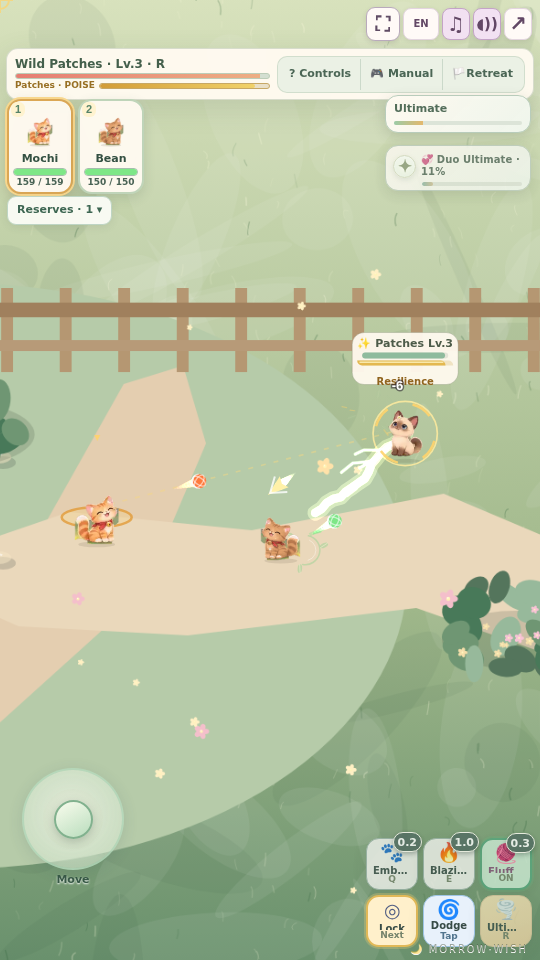 EN
Wild Patches · Lv.3 · R
Patches · POISE
? Controls
🎮 Manual
🏳️Retreat
1
Mochi
159 / 159
2
Bean
150 / 150
Ultimate
💞 Duo Ultimate ·
11%
Reserves · 1 ▾
✨ Patches Lv.3
Resilience
-6
Move
0.2
Emb…
Q
1.0
Blazi…
E
0.3
Fluff
ON
Lock
Next
Dodge
Tap
Ulti…
R
🌙 MORROW-WISH